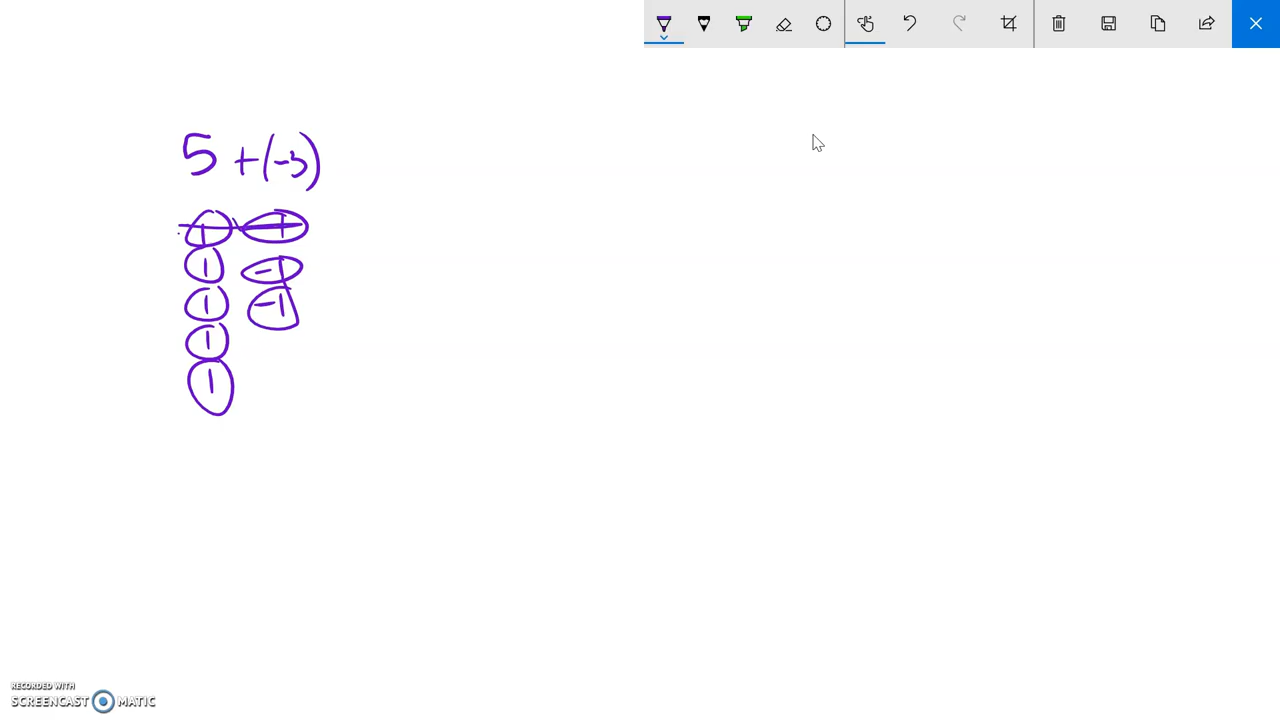 5 + (-3)
1 -1
1 -1
1 -1
1
1
RECORDED WITH
SCREENCAST MATIC